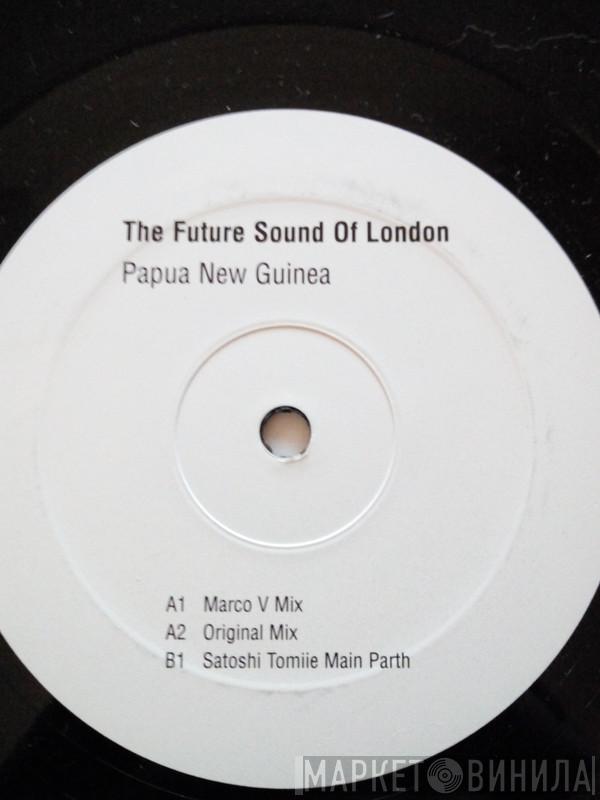 The Future Sound Of London
Papua New Guinea
A1 Marco V Mix
A2 Original Mix
B1 Satoshi Tomiie Main Parth
МАРКЕТ ВИНИЛА